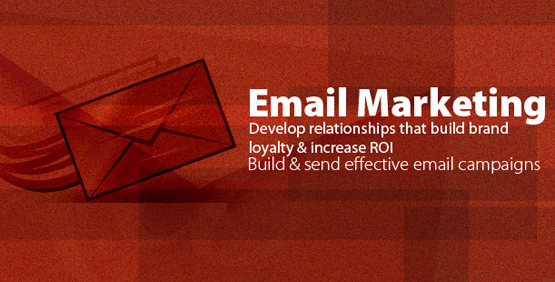 Email Marketing
Develop relationships that build brand
loyalty & increase ROI
Build & send effective email campaigns